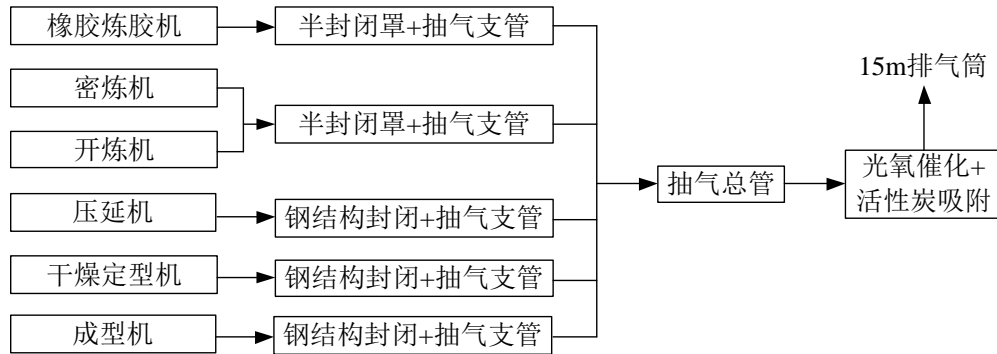 橡胶炼胶机
半封闭罩+抽气支管
密炼机
开炼机
半封闭罩+抽气支管
压延机
钢结构封闭+抽气支管
干燥定型机
钢结构封闭+抽气支管
成型机
钢结构封闭+抽气支管
抽气总管
光氧催化+
活性炭吸附
15m排气筒